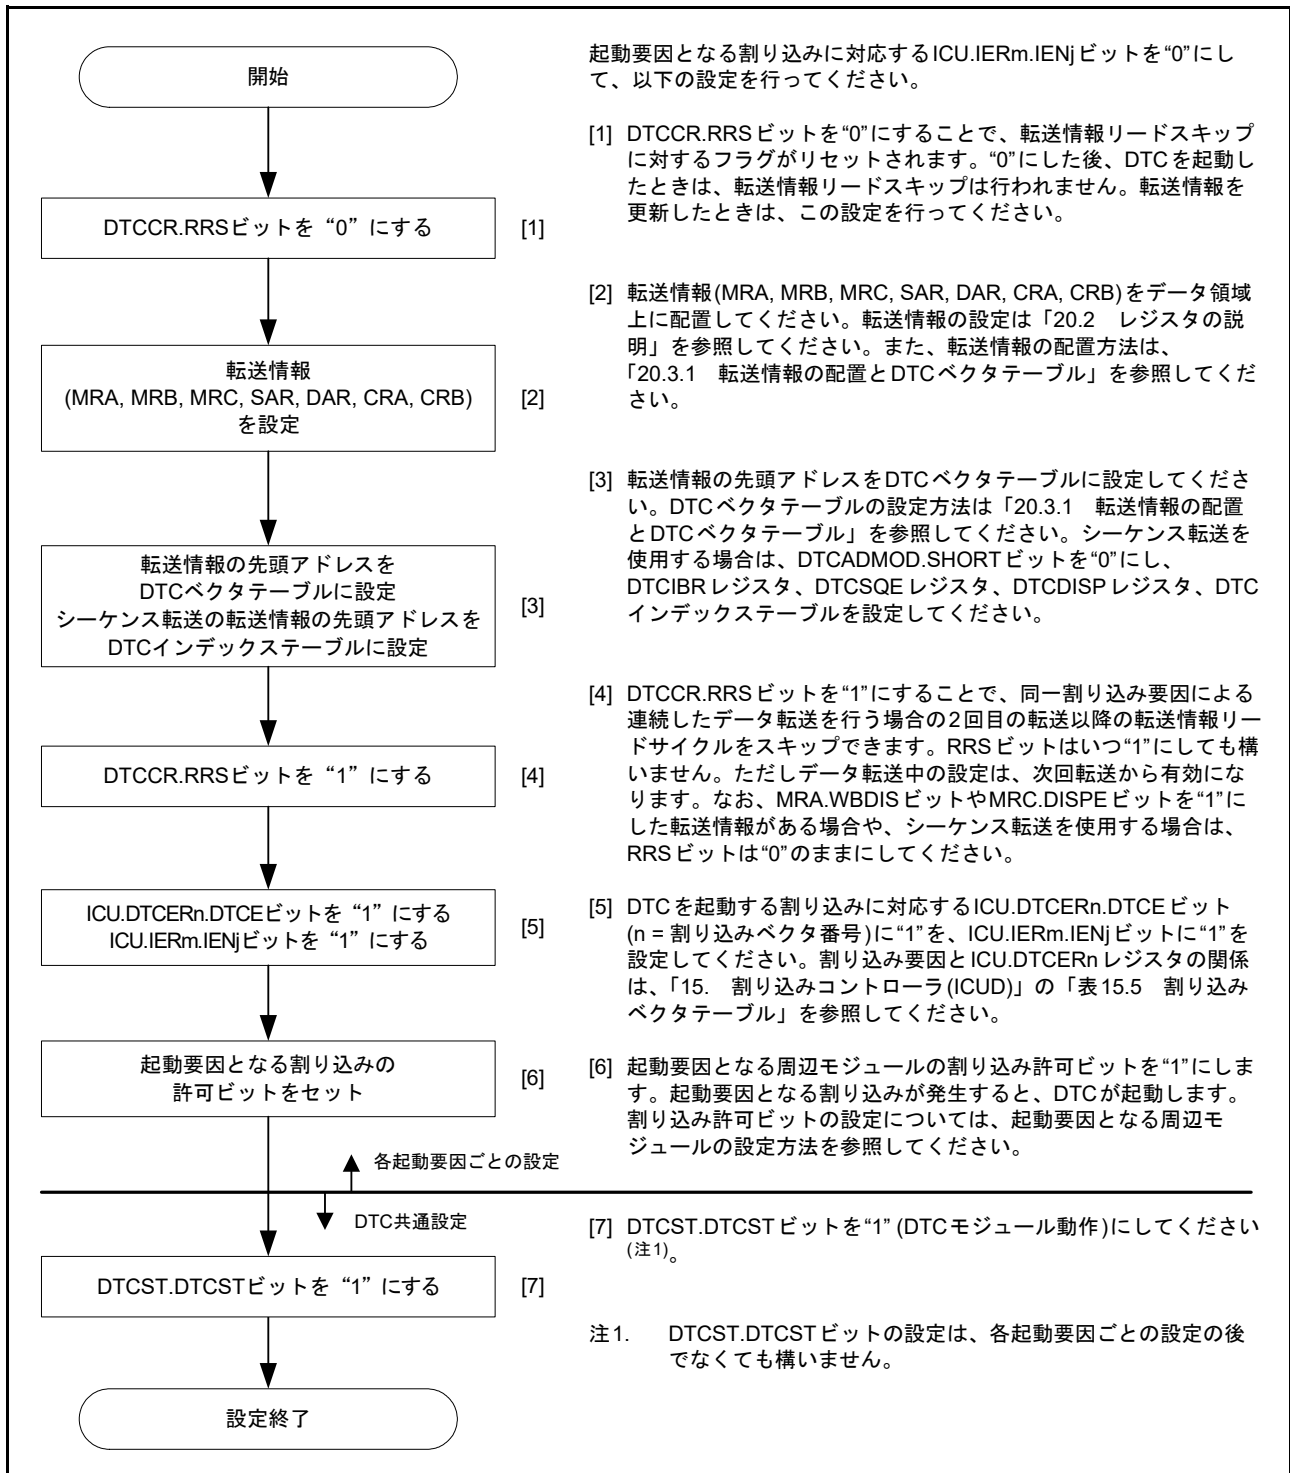 開始
DTCCR.RRSビットを“0”にする
[1]
転送情報
(MRA, MRB, MRC, SAR, DAR, CRA, CRB)
を設定
[2]
転送情報の先頭アドレスを
DTCベクタテーブルに設定
シーケンス転送の転送情報の先頭アドレスを
DTCインデックステーブルに設定
[3]
DTCCR.RRSビットを“1”にする
[4]
ICU.DTCERn.DTCEビットを“1”にする
ICU.IERm.IENjビットを“1”にする
[5]
起動要因となる割り込みの
許可ビットをセット
[6]
各起動要因ごとの設定
DTC共通設定
DTCST.DTCSTビットを“1”にする
[7]
設定終了
起動要因となる割り込みに対応するICU.IERm.IENjビットを“0”にし
て、以下の設定を行ってください。
[1] DTCCR.RRSビットを“0”にすることで、転送情報リードスキップ
に対するフラグがリセットされます。“0”にした後、DTCを起動し
たときは、転送情報リードスキップは行われません。転送情報を
更新したときは、この設定を行ってください。
[2] 転送情報(MRA, MRB, MRC, SAR, DAR, CRA, CRB)をデータ領域
上に配置してください。転送情報の設定は「20.2 レジスタの説
明」を参照してください。また、転送情報の配置方法は、
「20.3.1 転送情報の配置とDTCベクタテーブル」を参照してくだ
さい。
[3] 転送情報の先頭アドレスをDTCベクタテーブルに設定してくださ
い。DTCベクタテーブルの設定方法は「20.3.1 転送情報の配置
とDTCベクタテーブル」を参照してください。シーケンス転送を
使用する場合は、DTCADMOD.SHORTビットを“0”にし、
DTCIBRレジスタ、DTCSQEレジスタ、DTCDISPレジスタ、DTC
インデックステーブルを設定してください。
[4] DTCCR.RRSビットを“1”にすることで、同一割り込み要因による
連続したデータ転送を行う場合の2回目の転送以降の転送情報リー
ドサイクルをスキップできます。RRSビットはいつ“1”にしても構
いません。ただしデータ転送中の設定は、次回転送から有効にな
ります。なお、MRA.WBDISビットやMRC.DISPEビットを“1”に
した転送情報がある場合や、シーケンス転送を使用する場合は、
RRSビットは“0”のままにしてください。
[5] DTCを起動する割り込みに対応するICU.DTCERn.DTCEビット
(n = 割り込みベクタ番号)に“1”を、ICU.IERm.IENjビットに“1”を
設定してください。割り込み要因とICU.DTCERnレジスタの関係
は、「15. 割り込みコントローラ(ICUD)」の「表15.5 割り込み
ベクタテーブル」を参照してください。
[6] 起動要因となる周辺モジュールの割り込み許可ビットを“1”にしま
す。起動要因となる割り込みが発生すると、DTCが起動します。
割り込み許可ビットの設定については、起動要因となる周辺モ
ジュールの設定方法を参照してください。
[7] DTCST.DTCSTビットを“1” (DTCモジュール動作)にしてください
(注1)。
注1. DTCST.DTCSTビットの設定は、各起動要因ごとの設定の後
でなくても構いません。